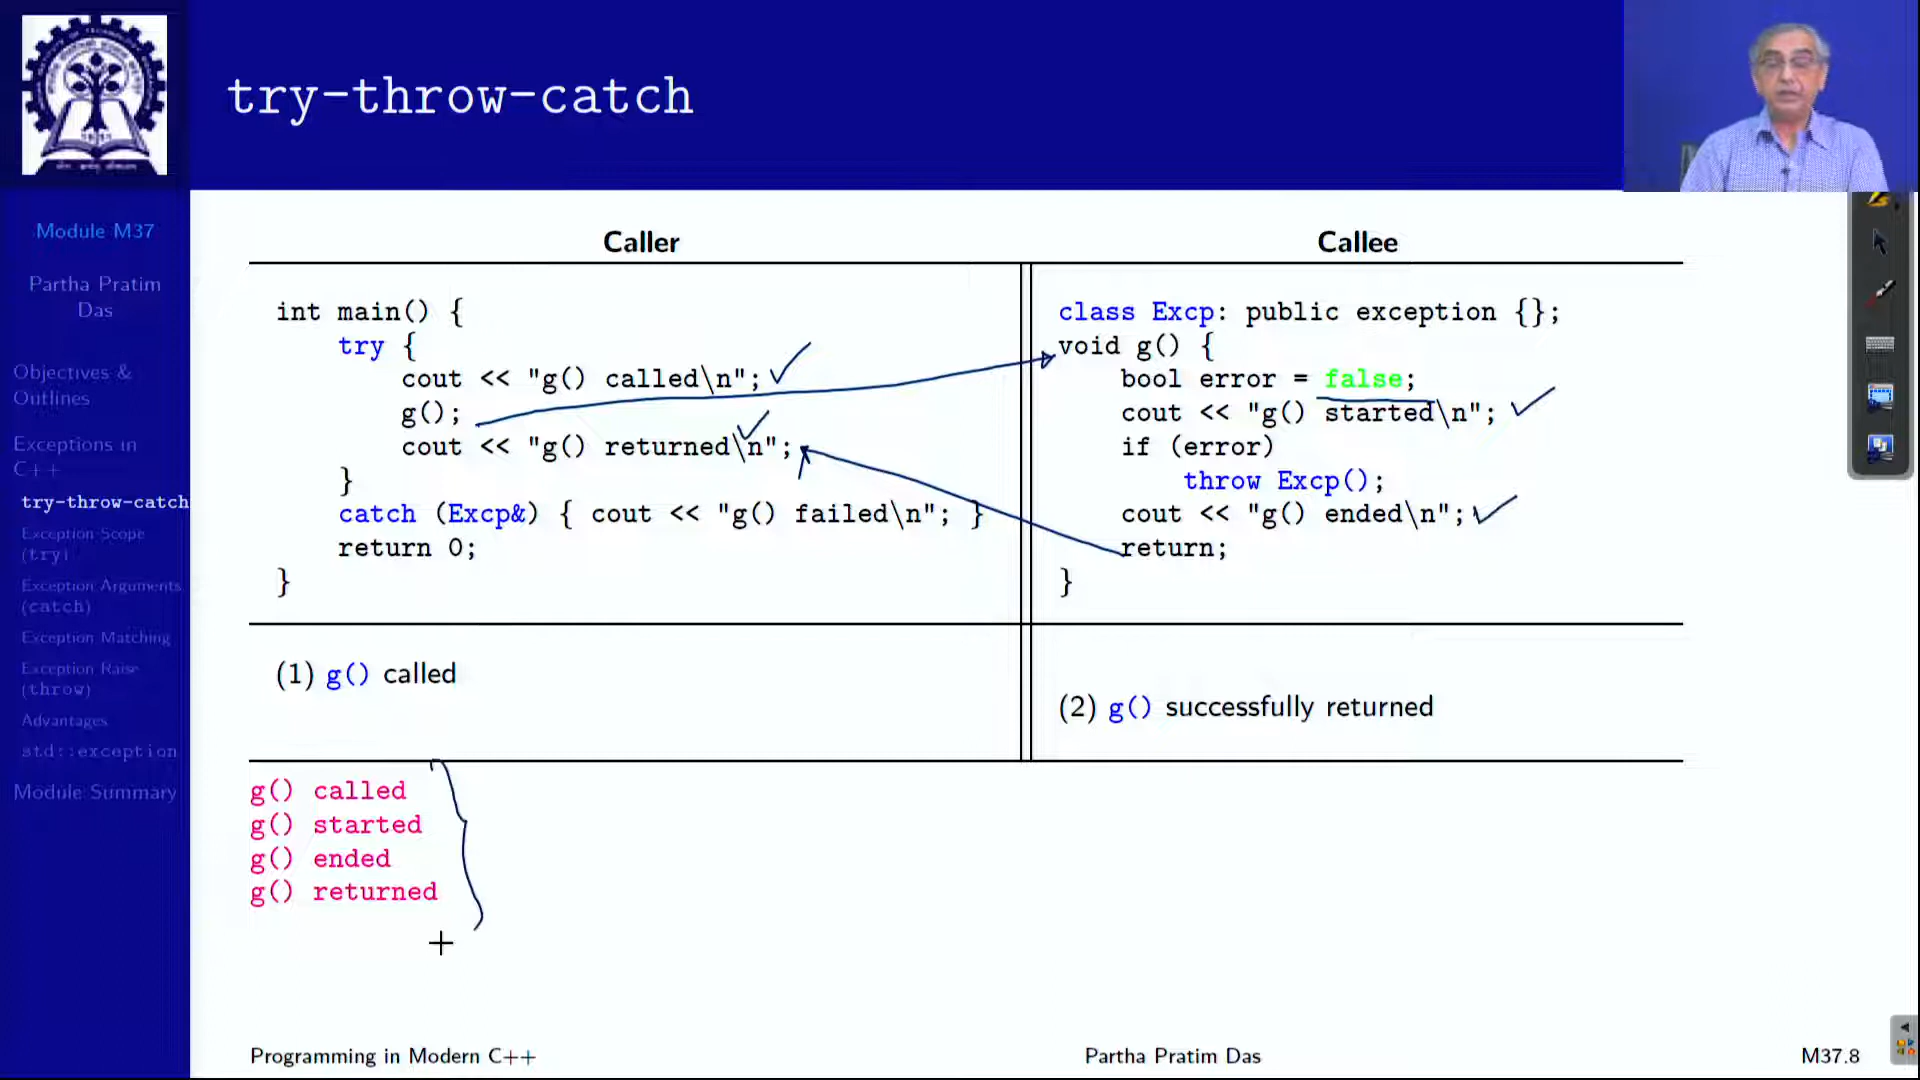 try-throw-catch
Module M37
Partha Pratim
Das
Objectives &
Outlines
Exceptions in
C++
try-throw-catch
Exception Scope
(try)
Exception Arguments
(catch)
Exception Matching
Exception Raise
(throw)
Advantages
std::exception
Module Summary
Caller
int main() {
try {
cout << "g() called\n";
g();
cout << "g() returned\n";
}
catch (Excp&) { cout << "g() failed\n"; }
return 0;
}
Callee
class Excp: public exception {};
void g() {
bool error = false;
cout << "g() started\n";
if (error)
throw Excp();
cout << "g() ended\n";
return;
}
(1) g() called
(2) g() successfully returned
g() called
g() started
g() ended
g() returned
Programming in Modern C++
Partha Pratim Das
M37.8